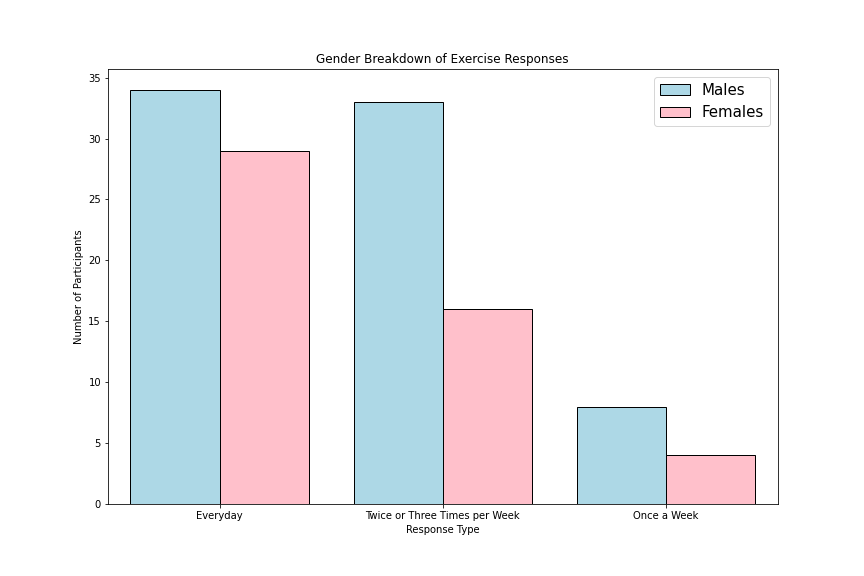 Gender Breakdown of Exercise Responses
Males
Females
35
30
25
20
15
10
5
0
Number of Participants
Everyday
Twice or Three Times per Week
Once a Week
Response Type